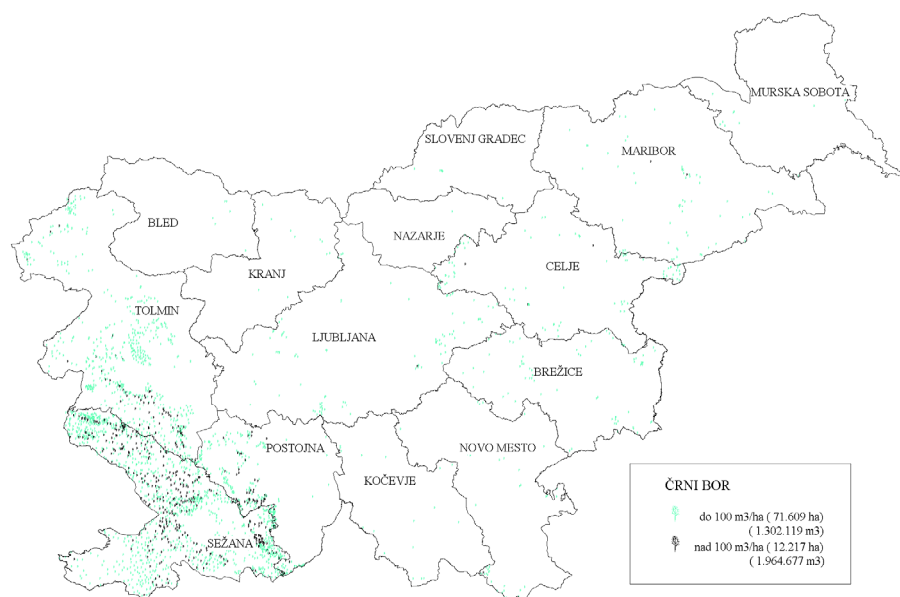 MURSKA SOBOTA
SLOVENJ GRADEC
MARIBOR
BLED
NAZARJE
KRANJ
CELJE
TOLMIN
LJUBLJANA
BREŽICE
POSTOJNA
NOVO MESTO
KOČEVJE
SEŽANA
ČRNI BOR
do 100 m3/ha ( 71.609 ha)
( 1.302.119 m3)
nad 100 m3/ha ( 12.217 ha)
( 1.964.677 m3)